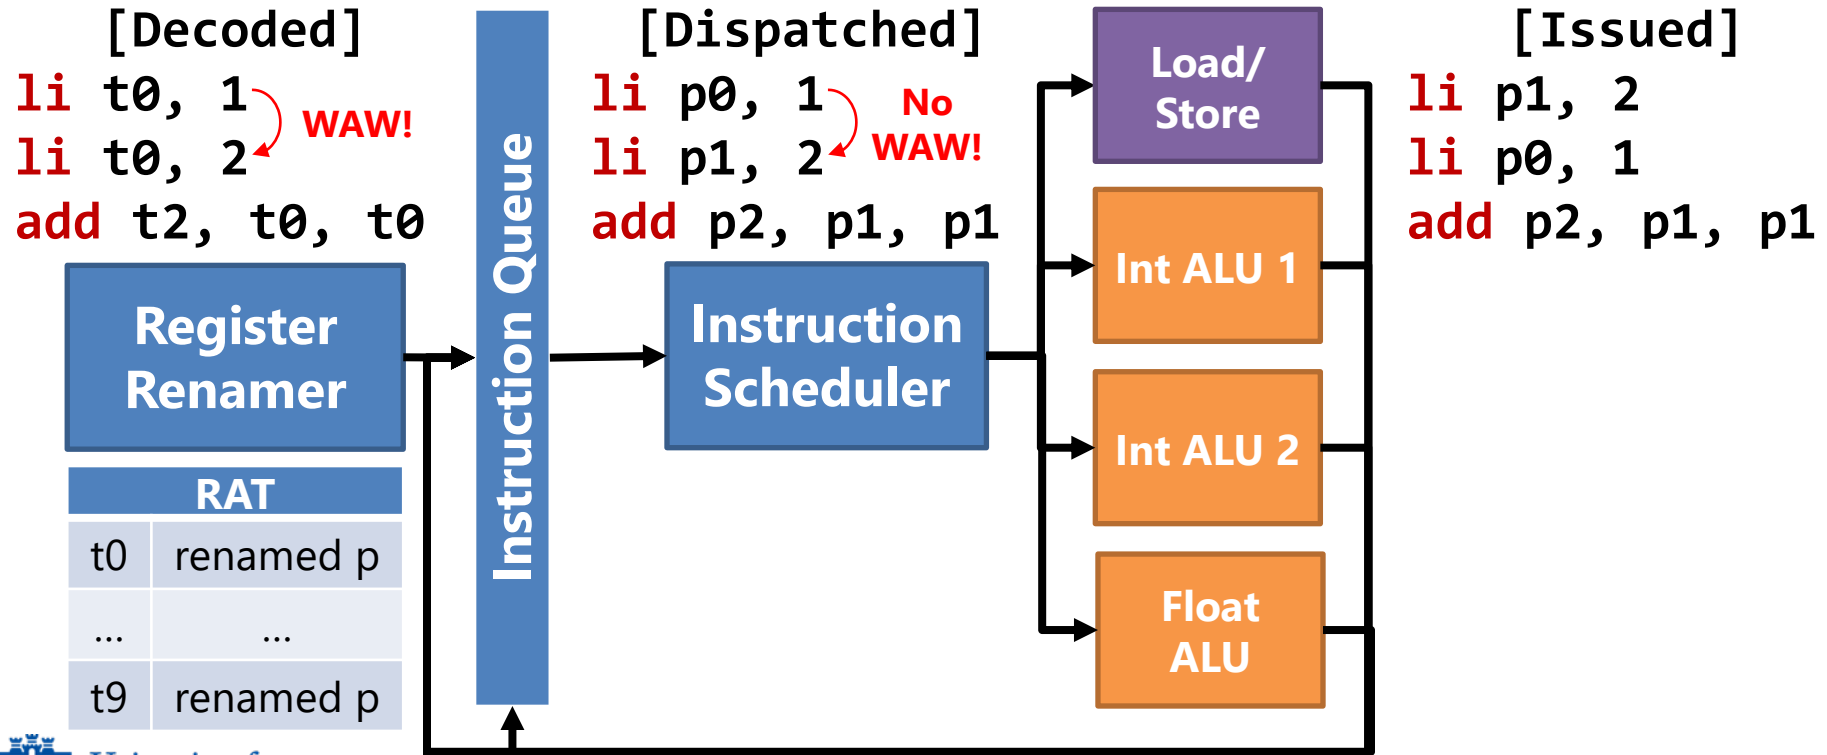 [Decoded]
li t0, 1
li t0, 2
add t2, t0, t0
WAW!
Register
Renamer
RAT
t0 renamed p
... ...
t9 renamed p
Instruction Queue
[Dispatched]
li p0, 1
li p1, 2
add p2, p1, p1
No
WAW!
Instruction
Scheduler
Load/
Store
Int ALU 1
Int ALU 2
Float
ALU
[Issued]
li p1, 2
li p0, 1
add p2, p1, p1